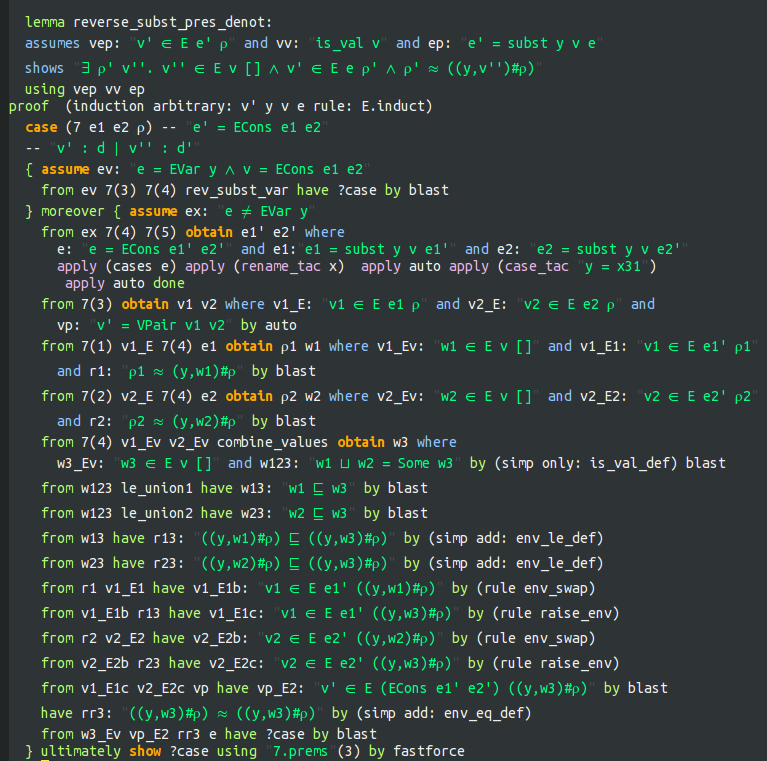 lemma reverse_subst_pres_denot:
assumes vep: "v' ∈ E e' ρ" and vv: "is_val v" and ep: "e' = subst y v e"
shows "∃ ρ' v''. v'' ∈ E v [] ∧ v' ∈ E e ρ' ∧ ρ' ≈ ((y,v'')#ρ)"
using vep vv ep
proof (induction arbitrary: v' y v e rule: E.induct)
case (7 e1 e2 ρ) -- "e' = ECons e1 e2"
-- "v' : d | v'' : d'"
{ assume ev: "e = EVar y ∧ v = ECons e1 e2"
from ev 7(3) 7(4) rev_subst_var have ?case by blast
} moreover { assume ex: "e ≠ EVar y"
from ex 7(4) 7(5) obtain e1' e2' where
e: "e = ECons e1' e2'" and e1:"e1 = subst y v e1'" and e2: "e2 = subst y v e2'"
apply (cases e) apply (rename_tac x) apply auto apply (case_tac "y = x31")
apply auto done
from 7(3) obtain v1 v2 where v1_E: "v1 ∈ E e1 ρ" and v2_E: "v2 ∈ E e2 ρ" and
vp: "v' = VPair v1 v2" by auto
from 7(1) v1_E 7(4) e1 obtain ρ1 w1 where v1_Ev: "w1 ∈ E v []" and v1_E1: "v1 ∈ E e1' ρ1"
and r1: "ρ1 ≈ (y,w1)#ρ" by blast
from 7(2) v2_E 7(4) e2 obtain ρ2 w2 where v2_Ev: "w2 ∈ E v []" and v2_E2: "v2 ∈ E e2' ρ2"
and r2: "ρ2 ≈ (y,w2)#ρ" by blast
from 7(4) v1_Ev v2_Ev combine_values obtain w3 where
w3_Ev: "w3 ∈ E v []" and w123: "w1 ⊔ w2 = Some w3" by (simp only: is_val_def) blast
from w123 le_union1 have w13: "w1 ⊑ w3" by blast
from w123 le_union2 have w23: "w2 ⊑ w3" by blast
from w13 have r13: "((y,w1)#ρ) ⊑ ((y,w3)#ρ)" by (simp add: env_le_def)
from w23 have r23: "((y,w2)#ρ) ⊑ ((y,w3)#ρ)" by (simp add: env_le_def)
from r1 v1_E1 have v1_E1b: "v1 ∈ E e1' ((y,w1)#ρ)" by (rule env_swap)
from v1_E1b r13 have v1_E1c: "v1 ∈ E e1' ((y,w3)#ρ)" by (rule raise_env)
from r2 v2_E2 have v2_E2b: "v2 ∈ E e2' ((y,w2)#ρ)" by (rule env_swap)
from v2_E2b r23 have v2_E2c: "v2 ∈ E e2' ((y,w3)#ρ)" by (rule raise_env)
from v1_E1c v2_E2c vp have vp_E2: "v' ∈ E (ECons e1' e2') ((y,w3)#ρ)" by blast
have rr3: "((y,w3)#ρ) ≈ ((y,w3)#ρ)" by (simp add: env_eq_def)
from w3_Ev vp_E2 rr3 e have ?case by blast
} ultimately show ?case using "7.prems"(3) by fastforce